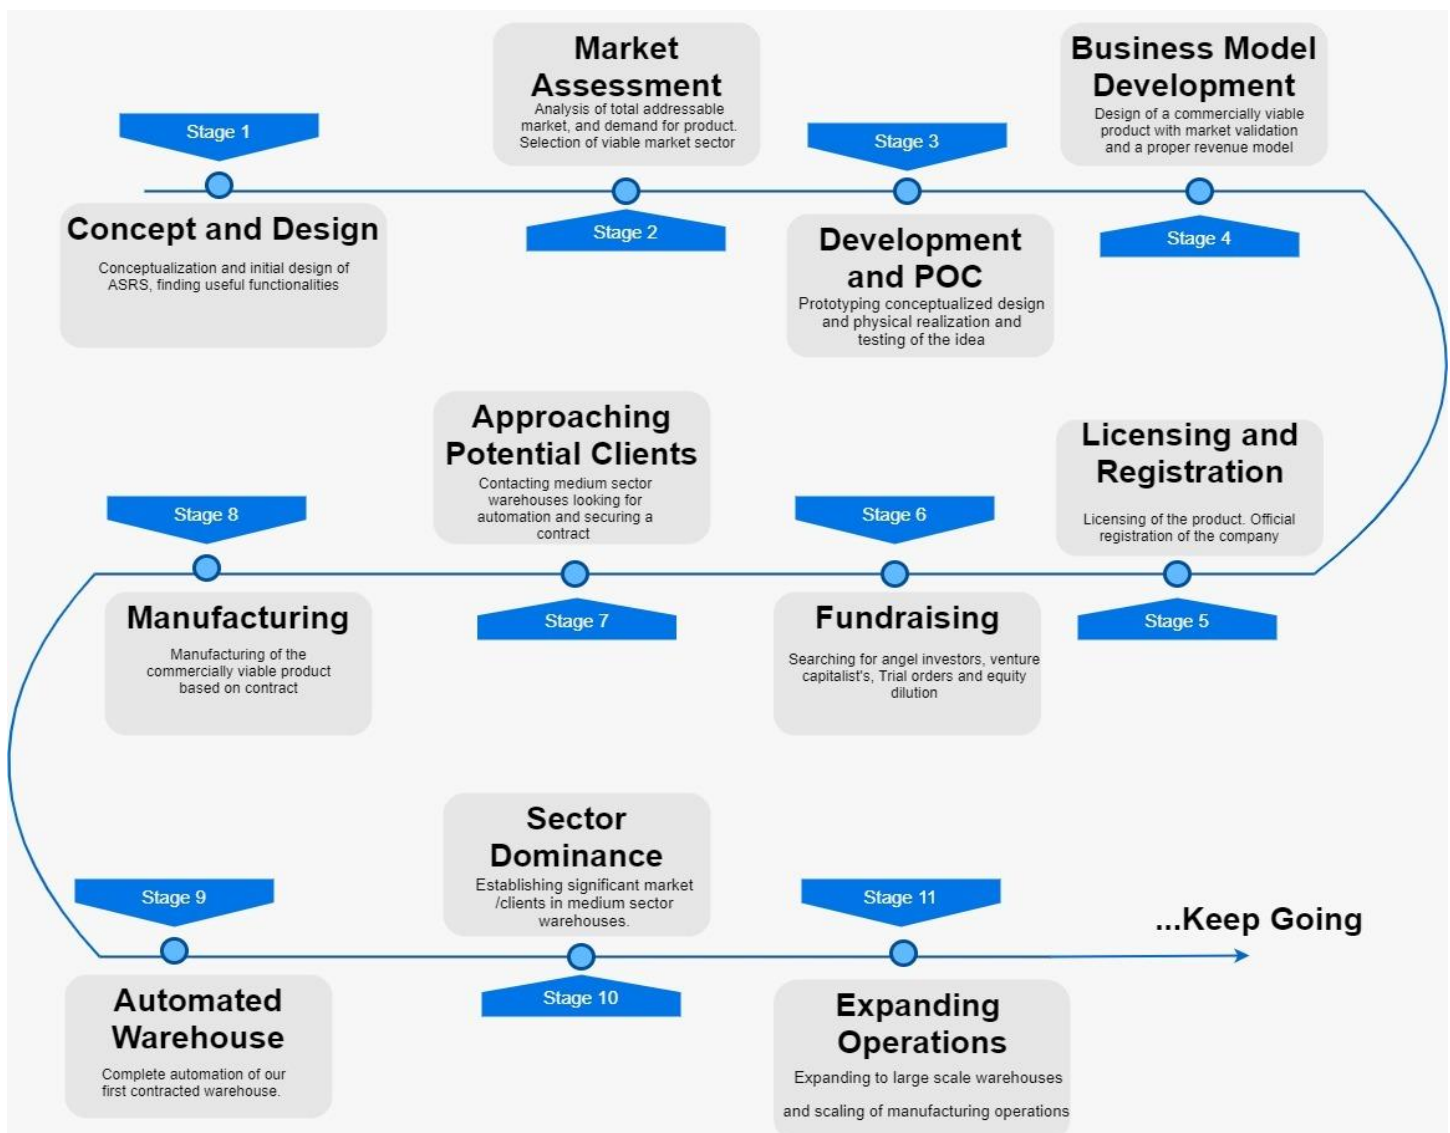 Stage 1
Concept and Design
Conceptualization and initial design of
ASRS, finding useful functionalities
Market
Assessment
Analysis of total addressable
market, and demand for product.
Selection of viable market sector
Stage 2
Stage 3
Development
and POC
Prototyping conceptualized design
and physical realization and
testing of the idea
Business Model
Development
Design of a commercially viable
product with market validation
and a proper revenue model
Stage 4
Licensing and
Registration
Licensing of the product. Official
registration of the company
Stage 5
Stage 6
Fundraising
Searching for angel investors, venture
capitalist's, Trial orders and equity
dilution
Approaching
Potential Clients
Contacting medium sector
warehouses looking for
automation and securing a
contract
Stage 7
Stage 8
Manufacturing
Manufacturing of the
commercially viable product
based on contract
Stage 9
Automated
Warehouse
Complete automation of our
first contracted warehouse.
Sector
Dominance
Establishing significant market
/clients in medium sector
warehouses.
Stage 10
Stage 11
Expanding
Operations
Expanding to large scale warehouses
and scaling of manufacturing operations
...Keep Going